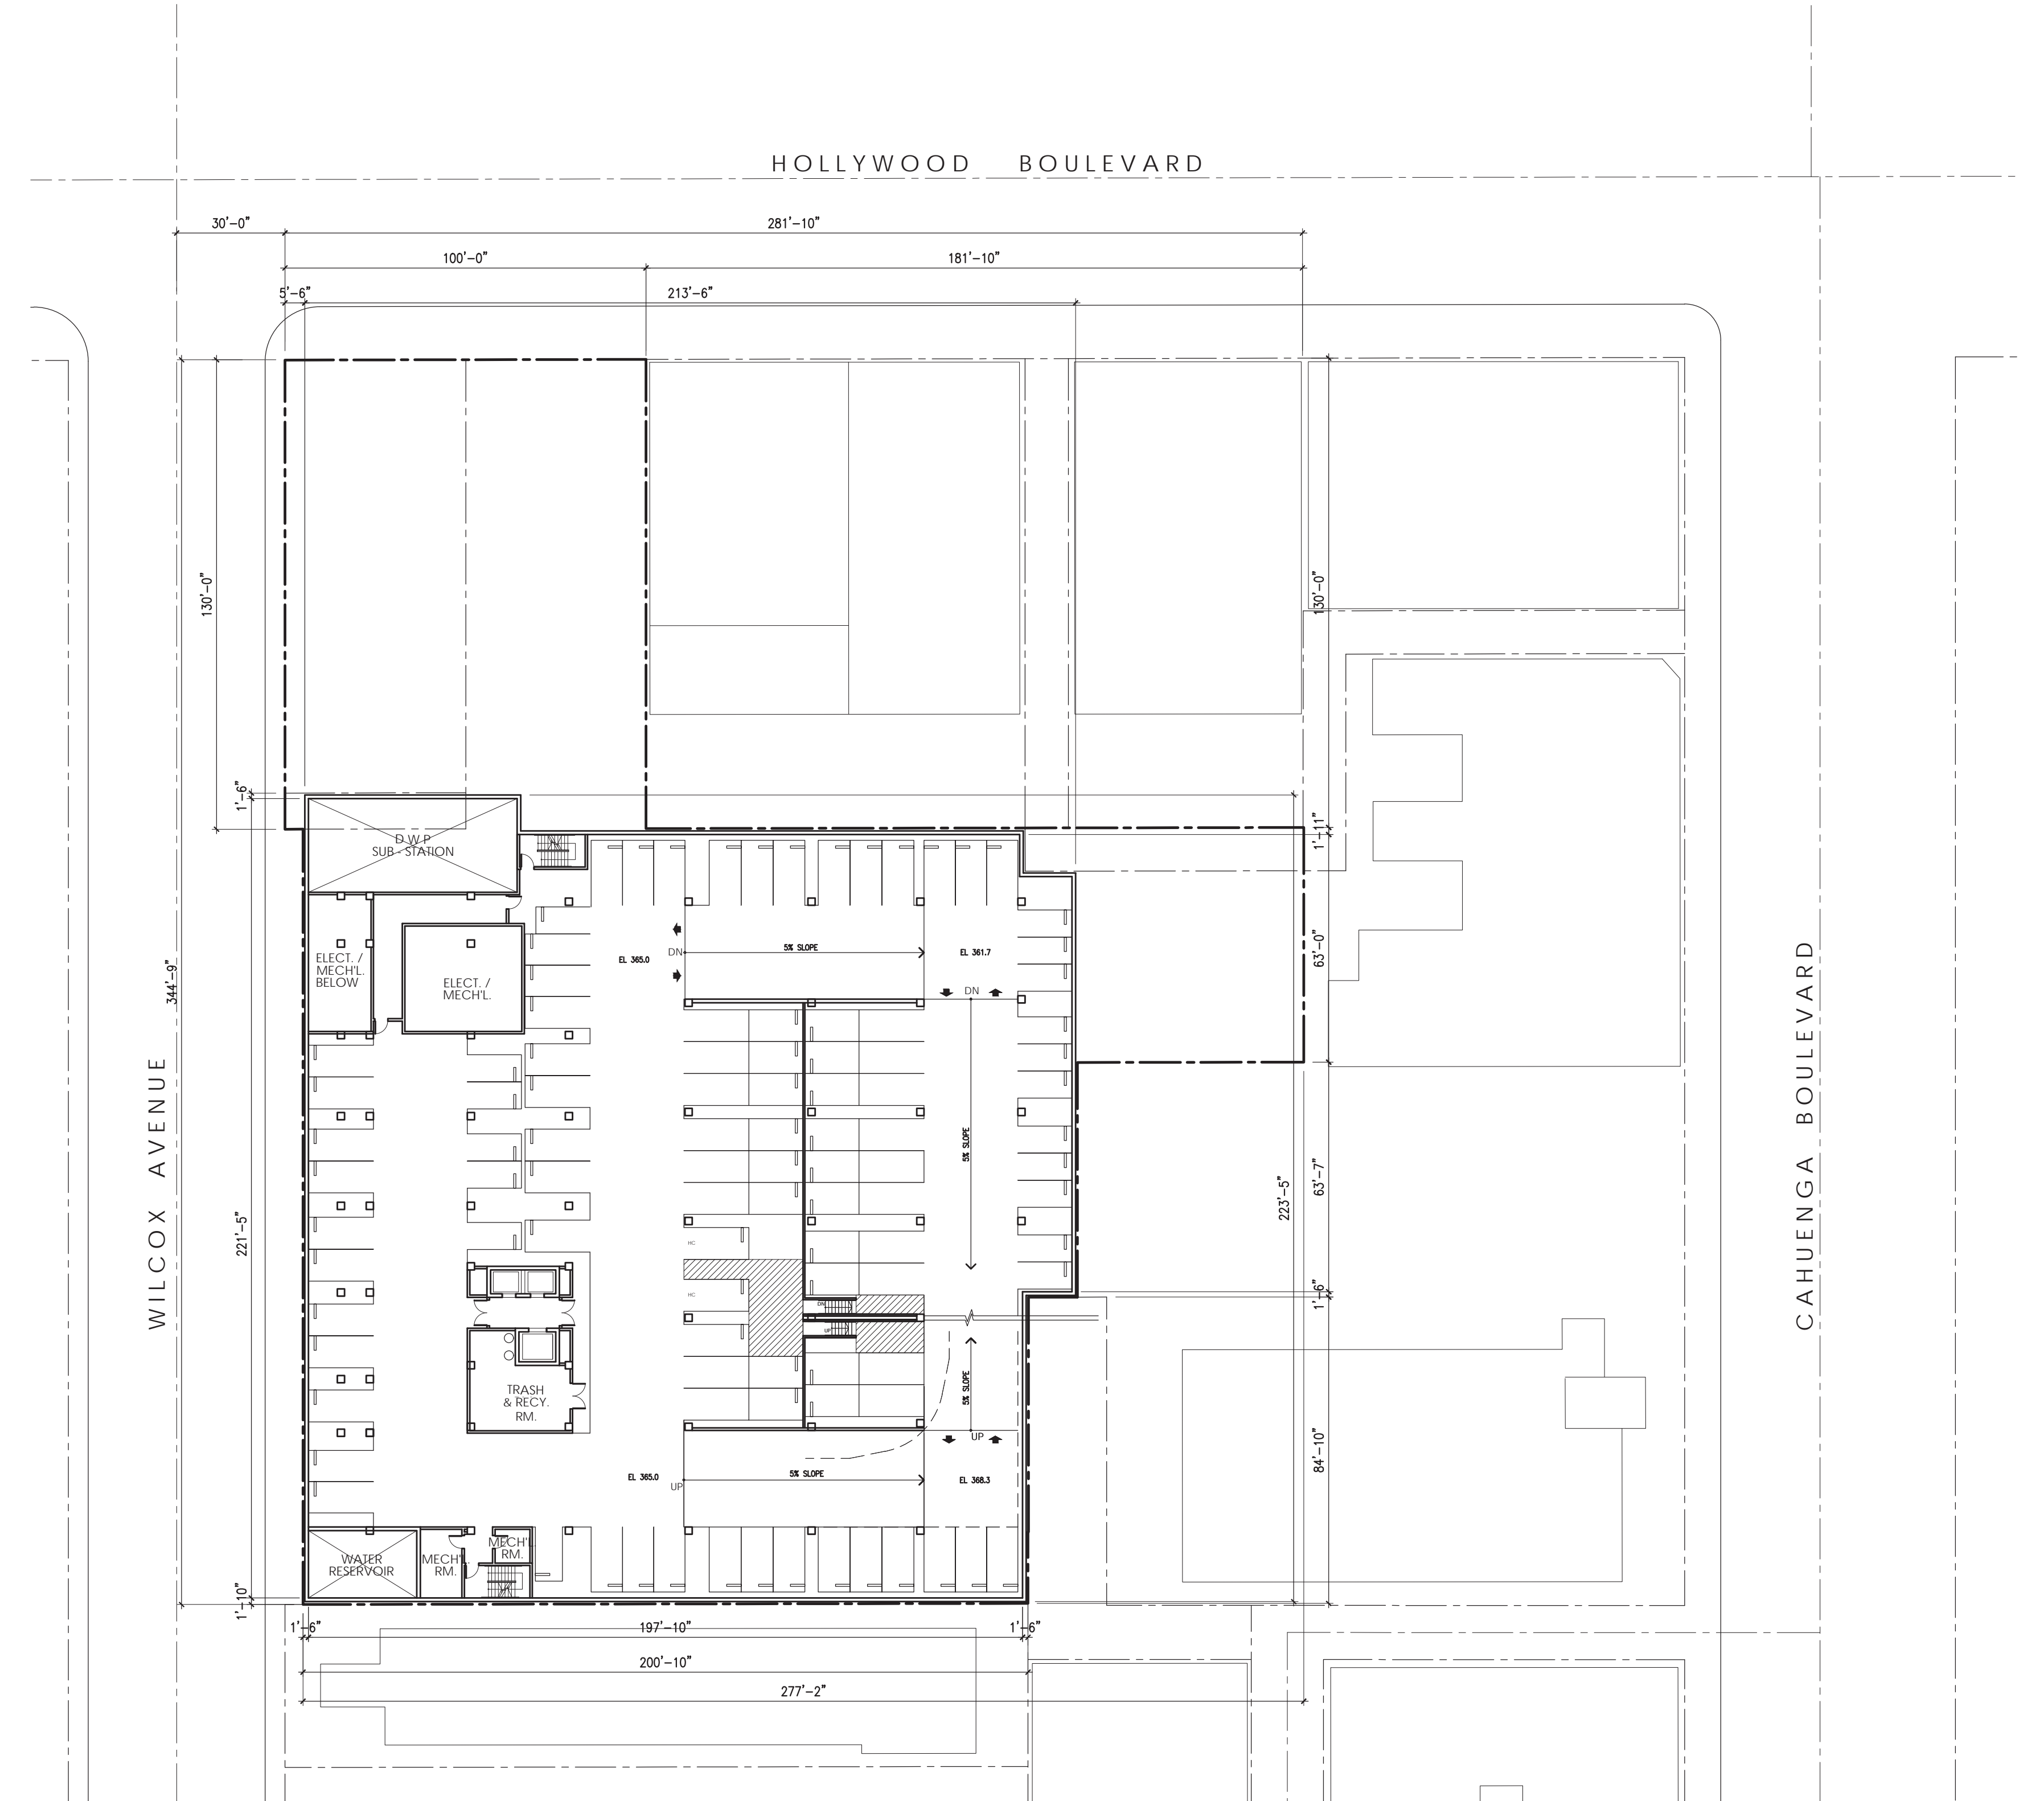 HOLLYWOOD BOULEVARD
30'-0"
281'-10"
100'-0"
181'-10"
5'-6"
213'-6"
130'-0"
130'-0"
1'-6"
1'-11"
D W P
SUB - STATION
ELECT. /
MECH'L.
BELOW
ELECT. /
MECH'L.
EL 365.0
DN
5% SLOPE
EL 361.7
DN
63'-0"
344'-9"
WILCOX AVENUE
CAHUENGA BOULEVARD
5% SLOPE
63'-7"
223'-5"
221'-5"
HC
HC
DN
UP
1'-6"
5% SLOPE
TRASH
& RECY.
RM.
UP
84'-10"
EL 365.0
UP
5% SLOPE
EL 368.3
WATER
RESERVOIR
MECH'L.
RM.
MECH'L.
RM.
1'-10"
1'-6"
197'-10"
1'-6"
200'-10"
277'-2"